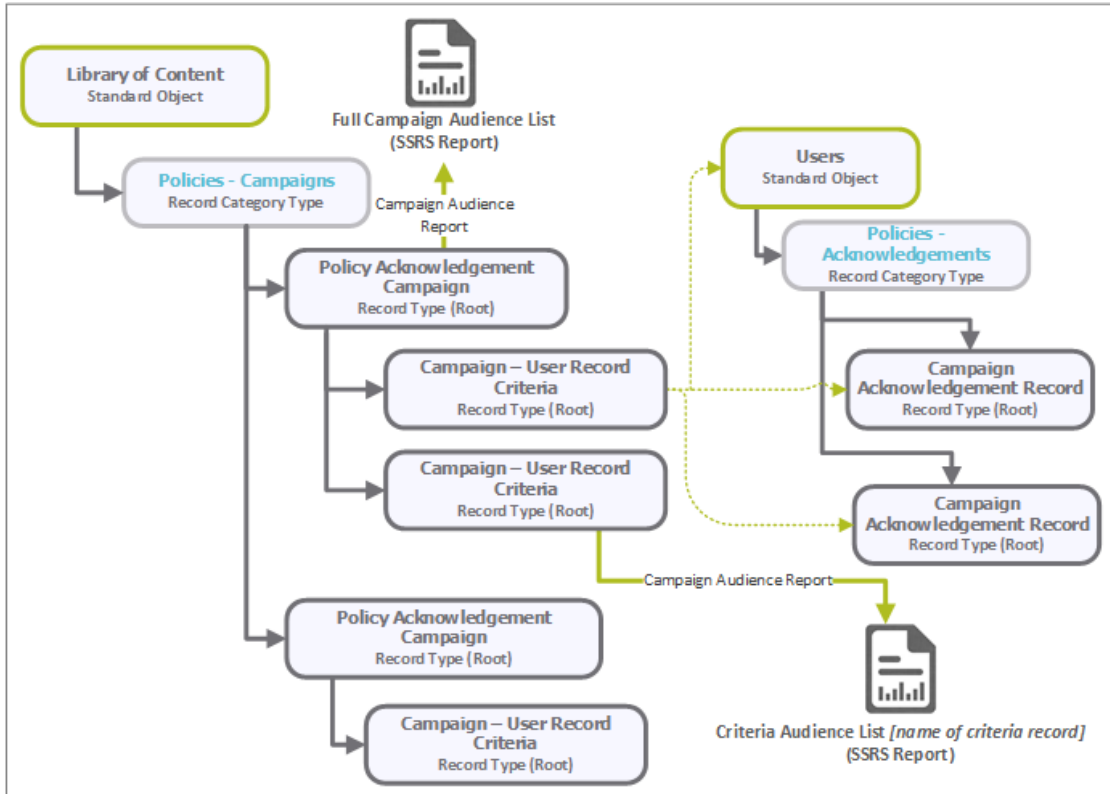 Library of Content
Standard Object
Full Campaign Audience List
(SSRS Report)
Policies - Campaigns
Record Category Type
Campaign Audience
Report
Users
Standard Object
Policies -
Acknowledgements
Record Category Type
Policy Acknowledgement
Campaign
Record Type (Root)
Campaign – User Record
Criteria
Record Type (Root)
Campaign
Acknowledgement Record
Record Type (Root)
Campaign – User Record
Criteria
Record Type (Root)
Campaign
Acknowledgement Record
Record Type (Root)
Campaign Audience Report
Policy Acknowledgement
Campaign
Record Type (Root)
Campaign – User Record
Criteria
Record Type (Root)
Criteria Audience List [name of criteria record]
(SSRS Report)